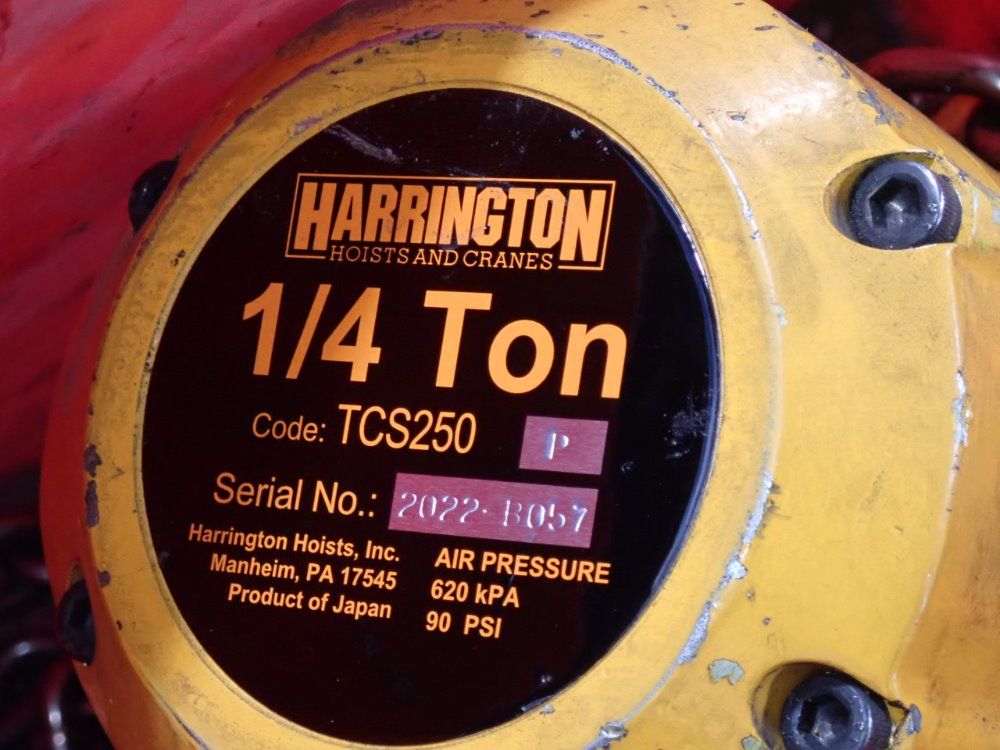 HARRINGTON
HOISTS AND CRANES
1/4 Ton
Code: TCS250 P
Serial No.: 2022-B057
Harrington Hoists, Inc.
Manheim, PA 17545
Product of Japan
AIR PRESSURE
620 kPA
90 PSI